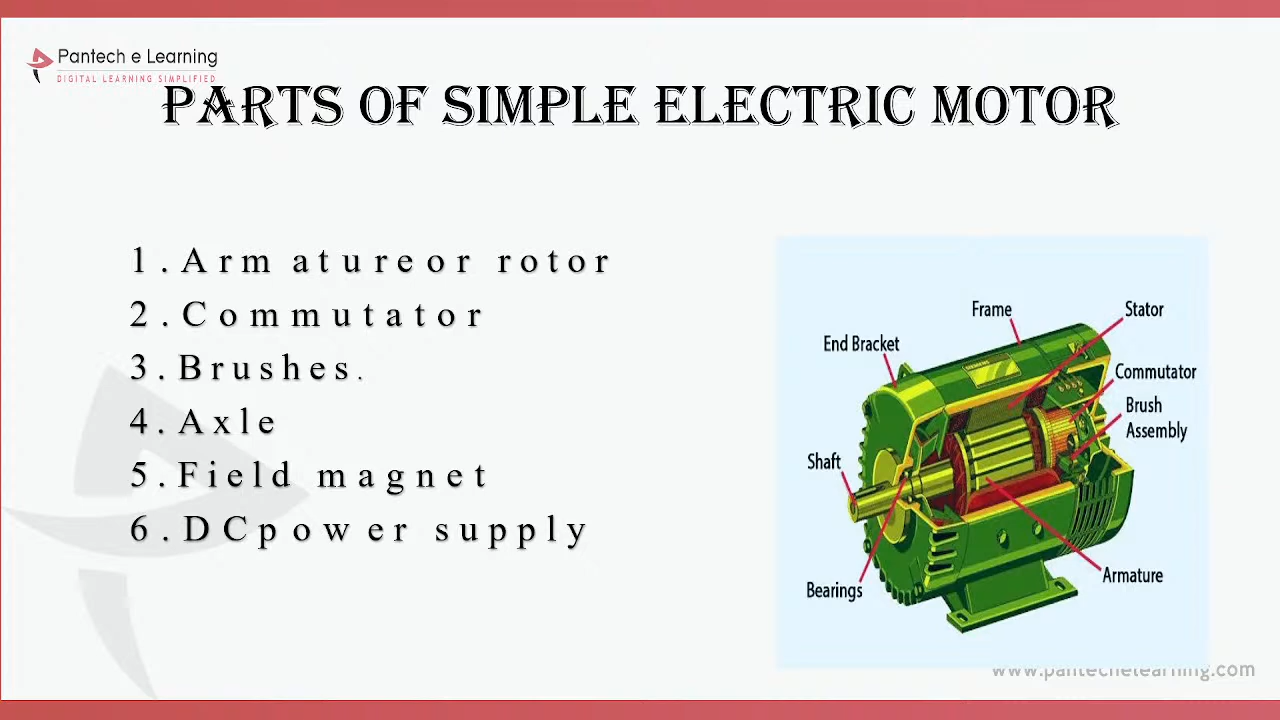 Pantech e Learning
DIGITAL LEARNING SIMPLIFIED
PARTS OF SIMPLE ELECTRIC MOTOR
1. Armatureor rotor
2. Commutator
3. Brushes.
4. Axle
5. Field magnet
6. DCpower supply
Frame
Stator
End Bracket
Commutator
Brush
Assembly
Shaft
Armature
Bearings
SIEMENS
www.pantechelearning.com